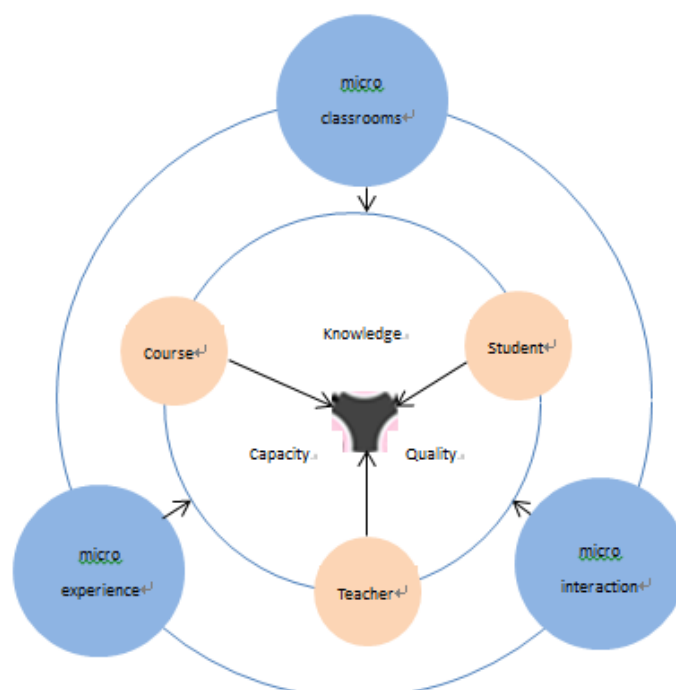 micro
classrooms
Knowledge
Course
Student
Capacity
Quality
micro
experience
micro
interaction
Teacher